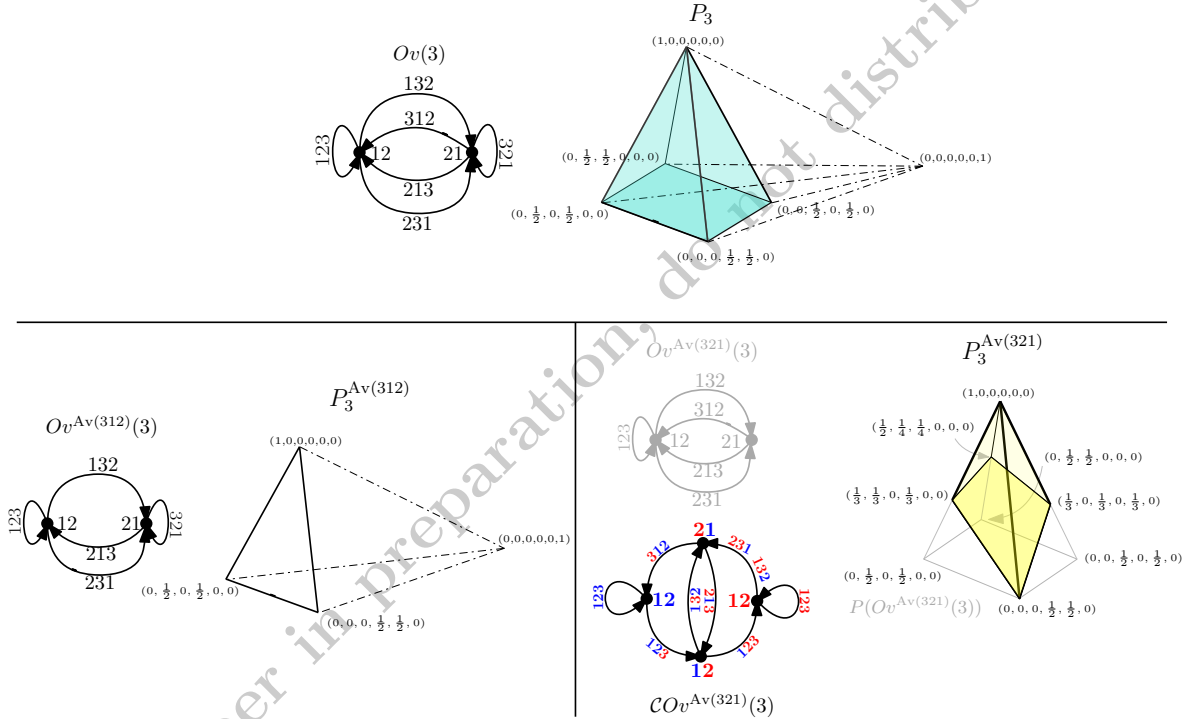 P_3
(1,0,0,0,0,0)
Ov(3)
132
312
123
12
21
321
213
231
(0, 1/2, 1/2, 0, 0, 0)
(0,0,0,0,0,1)
(0, 1/2, 0, 1/2, 0, 0)
(0, 0, 1/2, 0, 1/2, 0)
(0, 0, 0, 1/2, 1/2, 0)
Ov^{Av(312)}(3)
132
123
12
21
321
213
231
P_3^{Av(312)}
(1,0,0,0,0,0)
(0,0,0,0,0,1)
(0, 1/2, 0, 1/2, 0, 0)
(0, 0, 0, 1/2, 1/2, 0)
Ov^{Av(321)}(3)
132
312
123
12
21
213
231
21
312
231
132
123
12
132
213
12
123
123
123
12
COv^{Av(321)}(3)
P_3^{Av(321)}
(1,0,0,0,0,0)
(1/2, 1/4, 1/4, 0, 0, 0)
(0, 1/2, 1/2, 0, 0, 0)
(1/3, 1/3, 0, 1/3, 0, 0)
(1/3, 0, 1/3, 0, 1/3, 0)
(0, 1/2, 0, 1/2, 0, 0)
(0, 0, 1/2, 0, 1/2, 0)
P(Ov^{Av(321)}(3))
(0, 0, 0, 1/2, 1/2, 0)
er in preparation, do not distrib